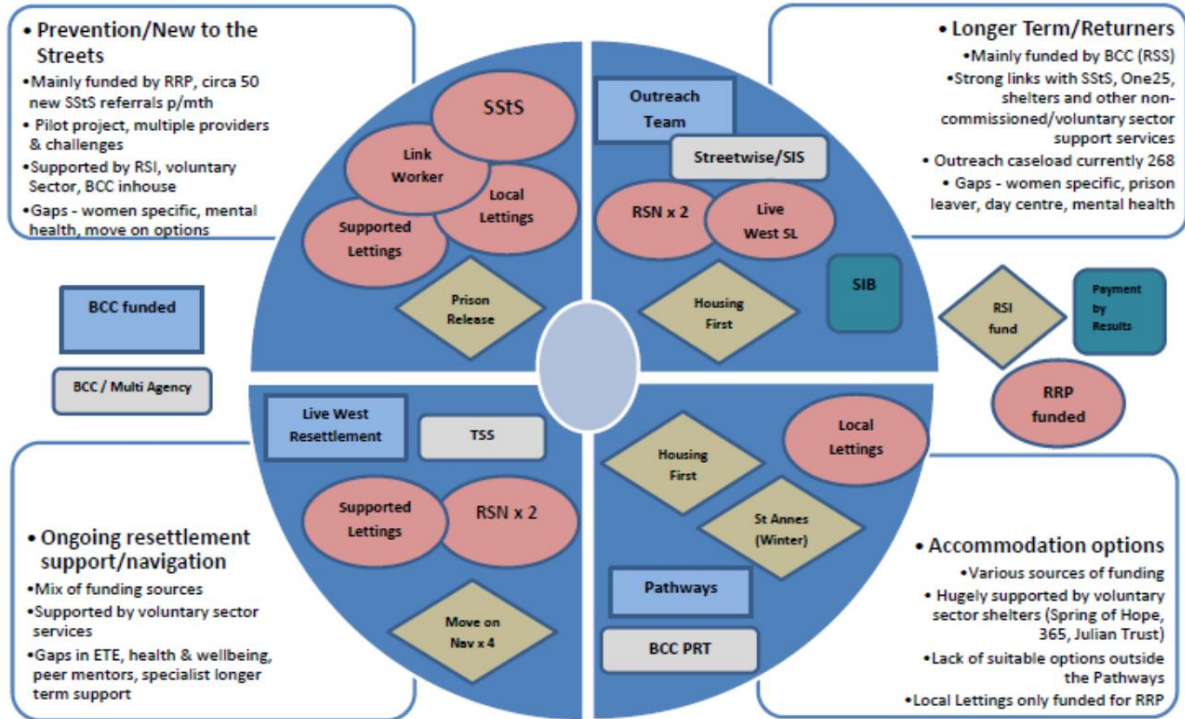 • Prevention/New to the
Streets
•Mainly funded by RRP, circa 50
new SStS referrals p/mth
• Pilot project, multiple providers
& challenges
•Supported by RSI, voluntary
Sector, BCC inhouse
•Gaps - women specific, mental
health, move on options
SStS
Link
Worker
Local
Lettings
Supported
Lettings
Prison
Release
Outreach
Team
Streetwise/SIS
RSN x 2
Live
West SL
SIB
Housing
First
• Longer Term/Returners
•Mainly funded by BCC (RSS)
•Strong links with SStS, One25,
shelters and other non-
commissioned/voluntary sector
support services
• Outreach caseload currently 268
• Gaps - women specific, prison
leaver, day centre, mental health
BCC funded
BCC / Multi Agency
RSI
fund
Payment
by
Results
RRP
funded
Live West
Resettlement
TSS
Supported
Lettings
RSN x 2
Move on
Nav x 4
Local
Lettings
Housing
First
St Annes
(Winter)
Pathways
BCC PRT
• Ongoing resettlement
support/navigation
•Mix of funding sources
•Supported by voluntary sector
services
•Gaps in ETE, health & wellbeing,
peer mentors, specialist longer
term support
• Accommodation options
•Various sources of funding
• Hugely supported by voluntary
sector shelters (Spring of Hope,
365, Julian Trust)
•Lack of suitable options outside
the Pathways
•Local Lettings only funded for RRP